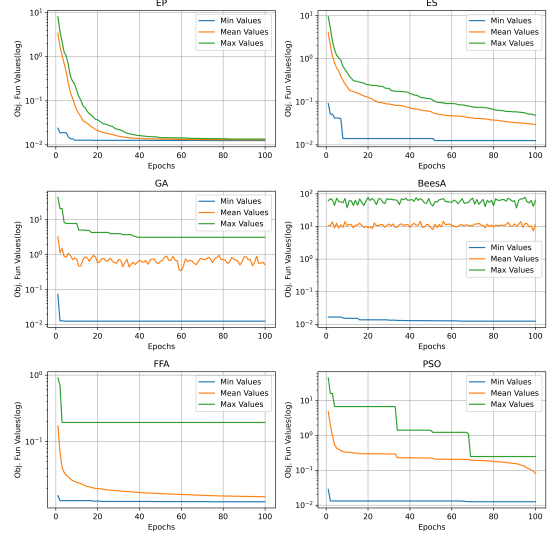 EP
Obj. Fun Values(log)
10^1
10^0
10^-1
10^-2
Min Values
Mean Values
Max Values
0 20 40 60 80 100
Epochs
ES
Obj. Fun Values(log)
10^1
10^0
10^-1
10^-2
Min Values
Mean Values
Max Values
0 20 40 60 80 100
Epochs
GA
Obj. Fun Values(log)
10^1
10^0
10^-1
10^-2
Min Values
Mean Values
Max Values
0 20 40 60 80 100
Epochs
BeesA
Obj. Fun Values(log)
10^2
10^1
10^0
10^-1
10^-2
Min Values
Mean Values
Max Values
0 20 40 60 80 100
Epochs
FFA
Obj. Fun Values(log)
10^0
10^-1
Min Values
Mean Values
Max Values
0 20 40 60 80 100
Epochs
PSO
Obj. Fun Values(log)
10^1
10^0
10^-1
10^-2
Min Values
Mean Values
Max Values
0 20 40 60 80 100
Epochs